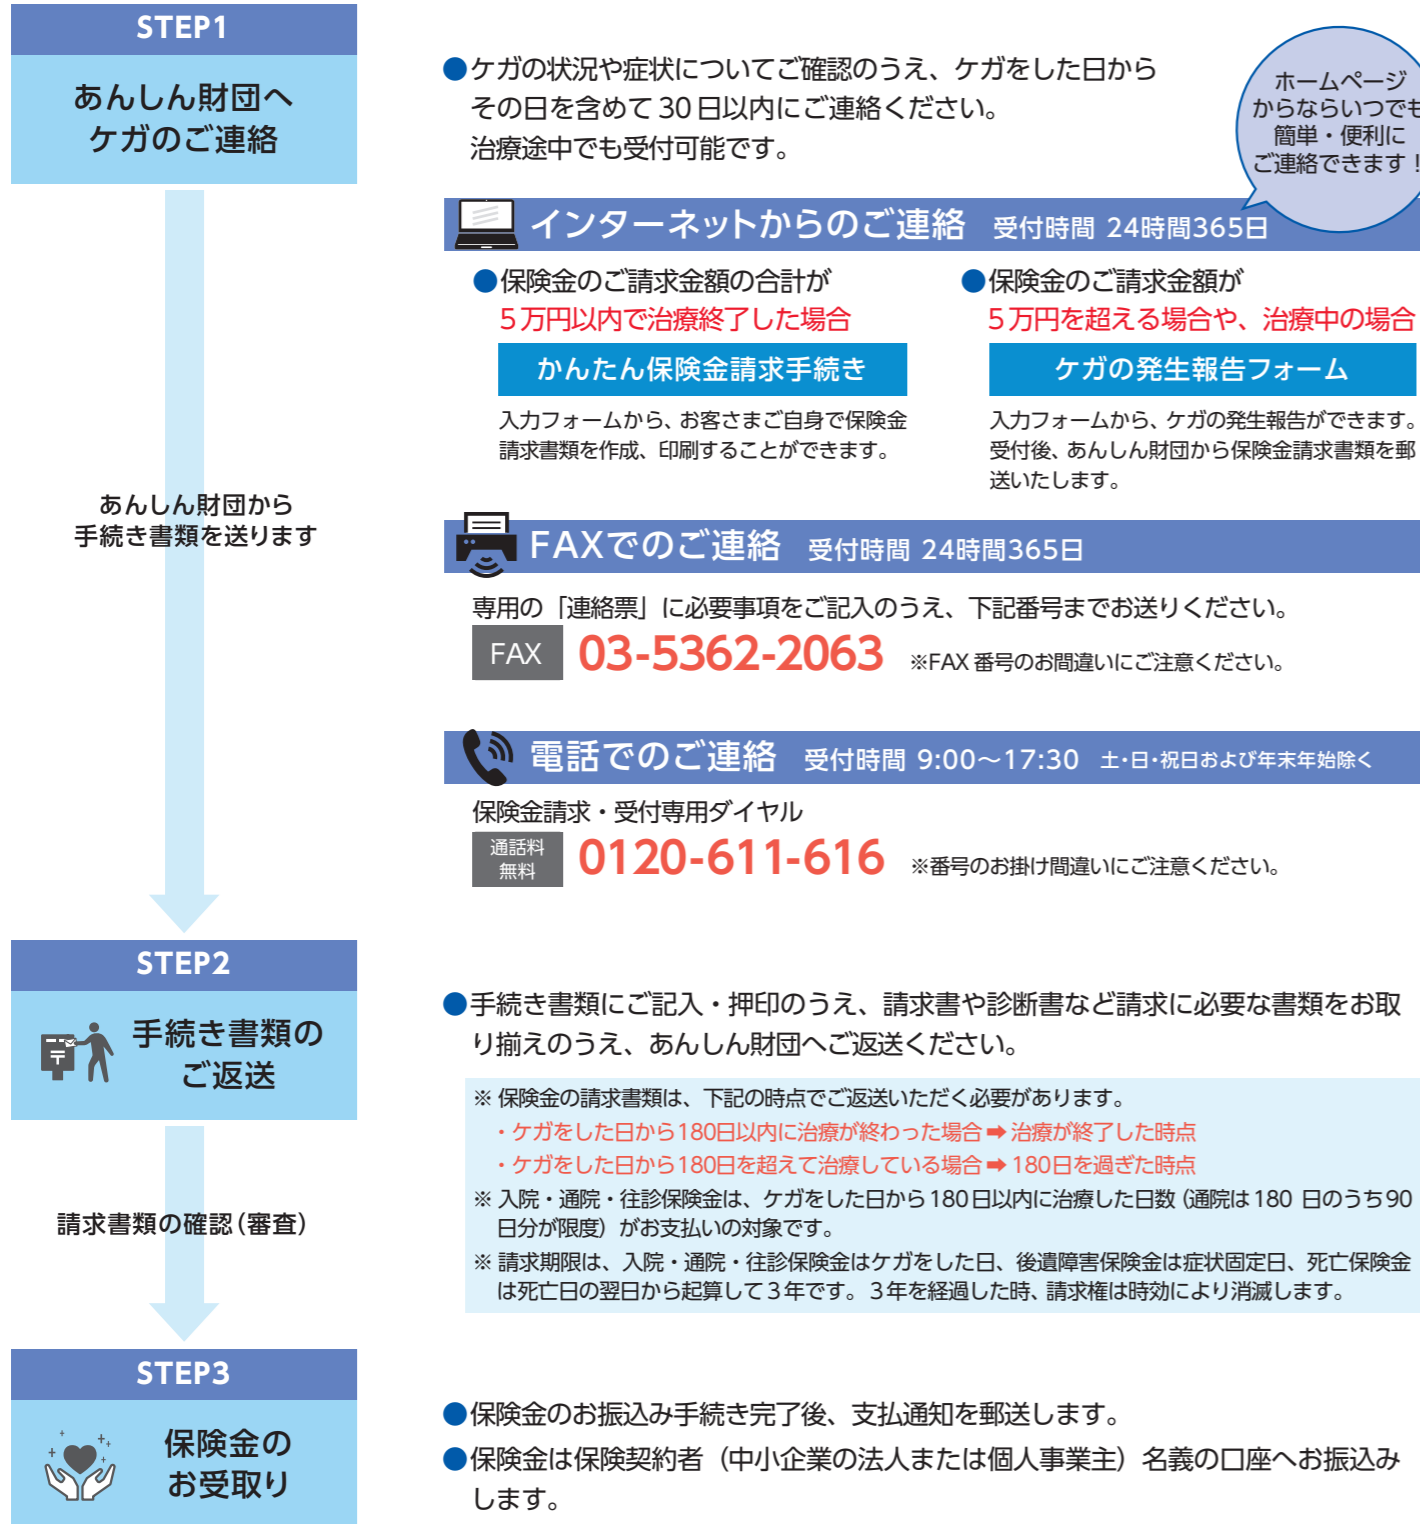 STEP1
あんしん財団へ
ケガのご連絡
●ケガの状況や症状についてご確認のうえ、ケガをした日から
その日を含めて 30 日以内にご連絡ください。
治療途中でも受付可能です。
ホームページ
からならいつでも
簡単・便利に
ご連絡できます！
インターネットからのご連絡 受付時間 24時間365日
●保険金のご請求金額の合計が
５万円以内で治療終了した場合
かんたん保険金請求手続き
入力フォームから、お客さまご自身で保険金
請求書類を作成、印刷することができます。
●保険金のご請求金額が
５万円を超える場合や、治療中の場合
ケガの発生報告フォーム
入力フォームから、ケガの発生報告ができます。
受付後、あんしん財団から保険金請求書類を郵
送いたします。
あんしん財団から
手続き書類を送ります
FAXでのご連絡 受付時間 24時間365日
専用の「連絡票」に必要事項をご記入のうえ、下記番号までお送りください。
FAX 03-5362-2063 ※FAX 番号のお間違いにご注意ください。
電話でのご連絡 受付時間 9:00～17:30 土・日・祝日および年末年始除く
保険金請求・受付専用ダイヤル
通話料
無料
0120-611-616 ※番号のお掛け間違いにご注意ください。
STEP2
手続き書類の
ご返送
〒
●手続き書類にご記入・押印のうえ、請求書や診断書など請求に必要な書類をお取
り揃えのうえ、あんしん財団へご返送ください。
※ 保険金の請求書類は、下記の時点でご返送いただく必要があります。
・ケガをした日から180日以内に治療が終わった場合➡治療が終了した時点
・ケガをした日から180日を超えて治療している場合➡180日を過ぎた時点
※ 入院・通院・往診保険金は、ケガをした日から180日以内に治療した日数（通院は180 日のうち90
日分が限度）がお支払いの対象です。
※ 請求期限は、入院・通院・往診保険金はケガをした日、後遺障害保険金は症状固定日、死亡保険金
は死亡日の翌日から起算して３年です。３年を経過した時、請求権は時効により消滅します。
請求書類の確認（審査）
STEP3
保険金の
お受取り
●保険金のお振込み手続き完了後、支払通知を郵送します。
●保険金は保険契約者（中小企業の法人または個人事業主）名義の口座へお振込み
します。